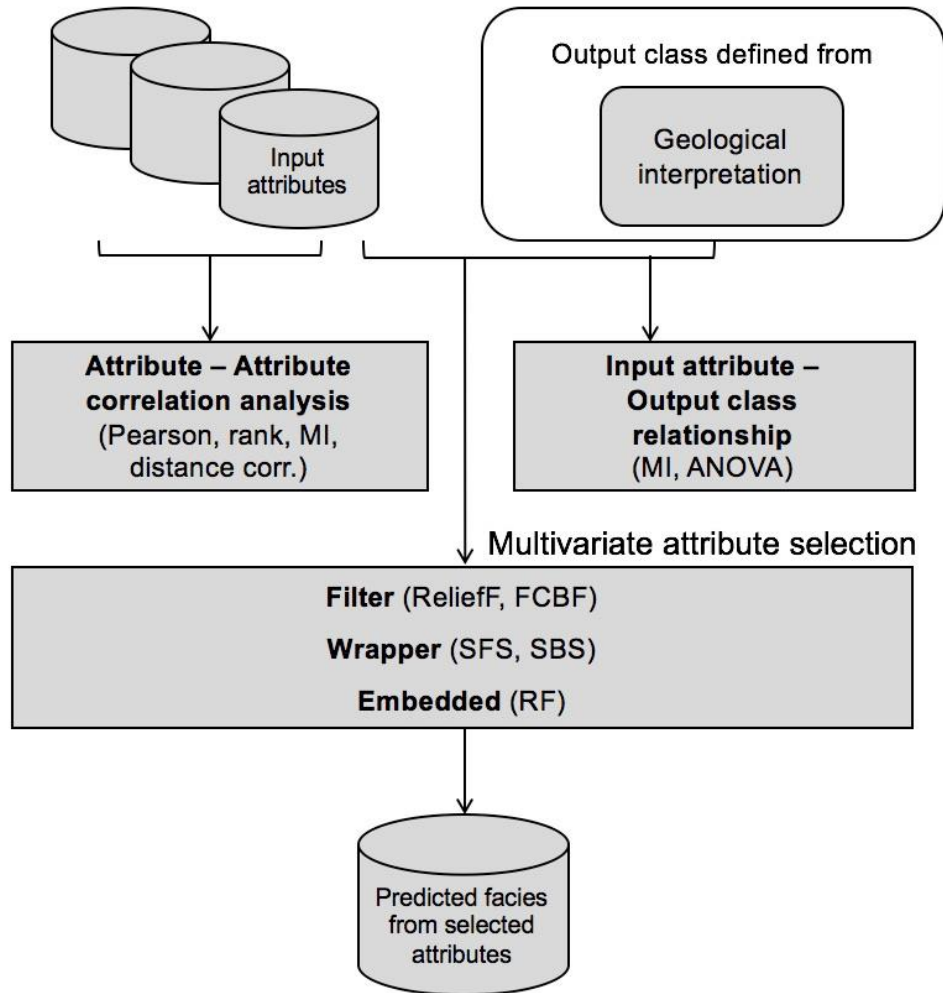 Input
attributes
Output class defined from
Geological
interpretation
Attribute – Attribute
correlation analysis
(Pearson, rank, MI,
distance corr.)
Input attribute –
Output class
relationship
(MI, ANOVA)
Multivariate attribute selection
Filter (ReliefF, FCBF)
Wrapper (SFS, SBS)
Embedded (RF)
Predicted facies
from selected
attributes